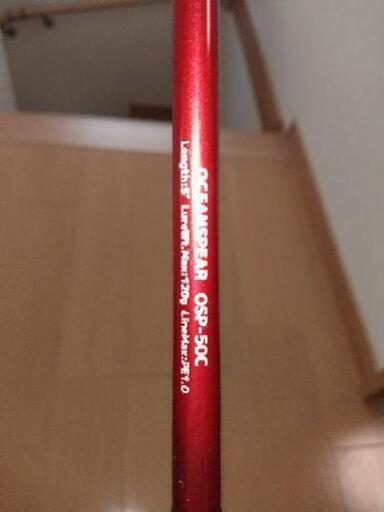 OCEANSPEAR OSP-50C
Length:5' LureWt.Max:120g LineMax:PE1.0